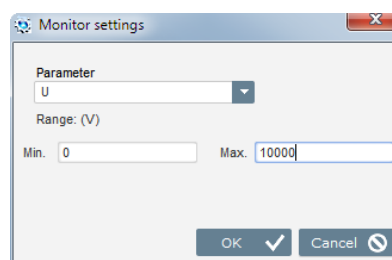 Monitor settings
Parameter
U
Range: (V)
Min. 0 Max. 10000
OK Cancel